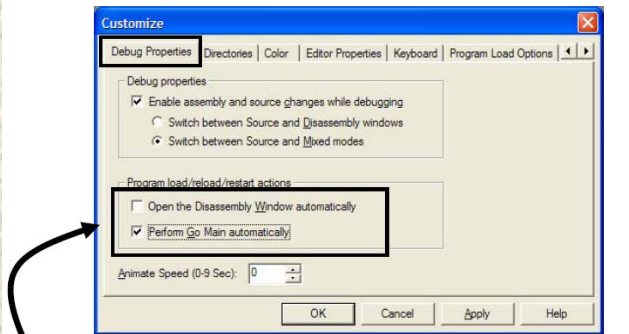 Customize
Debug Properties Directories Color Editor Properties Keyboard Program Load Options
Debug properties
Enable assembly and source changes while debugging
Switch between Source and Disassembly windows
Switch between Source and Mixed modes
Program load/reload/restart actions
Open the Disassembly Window automatically
Perform Go Main automatically
Animate Speed (0-9 Sec): 0
OK Cancel Apply Help